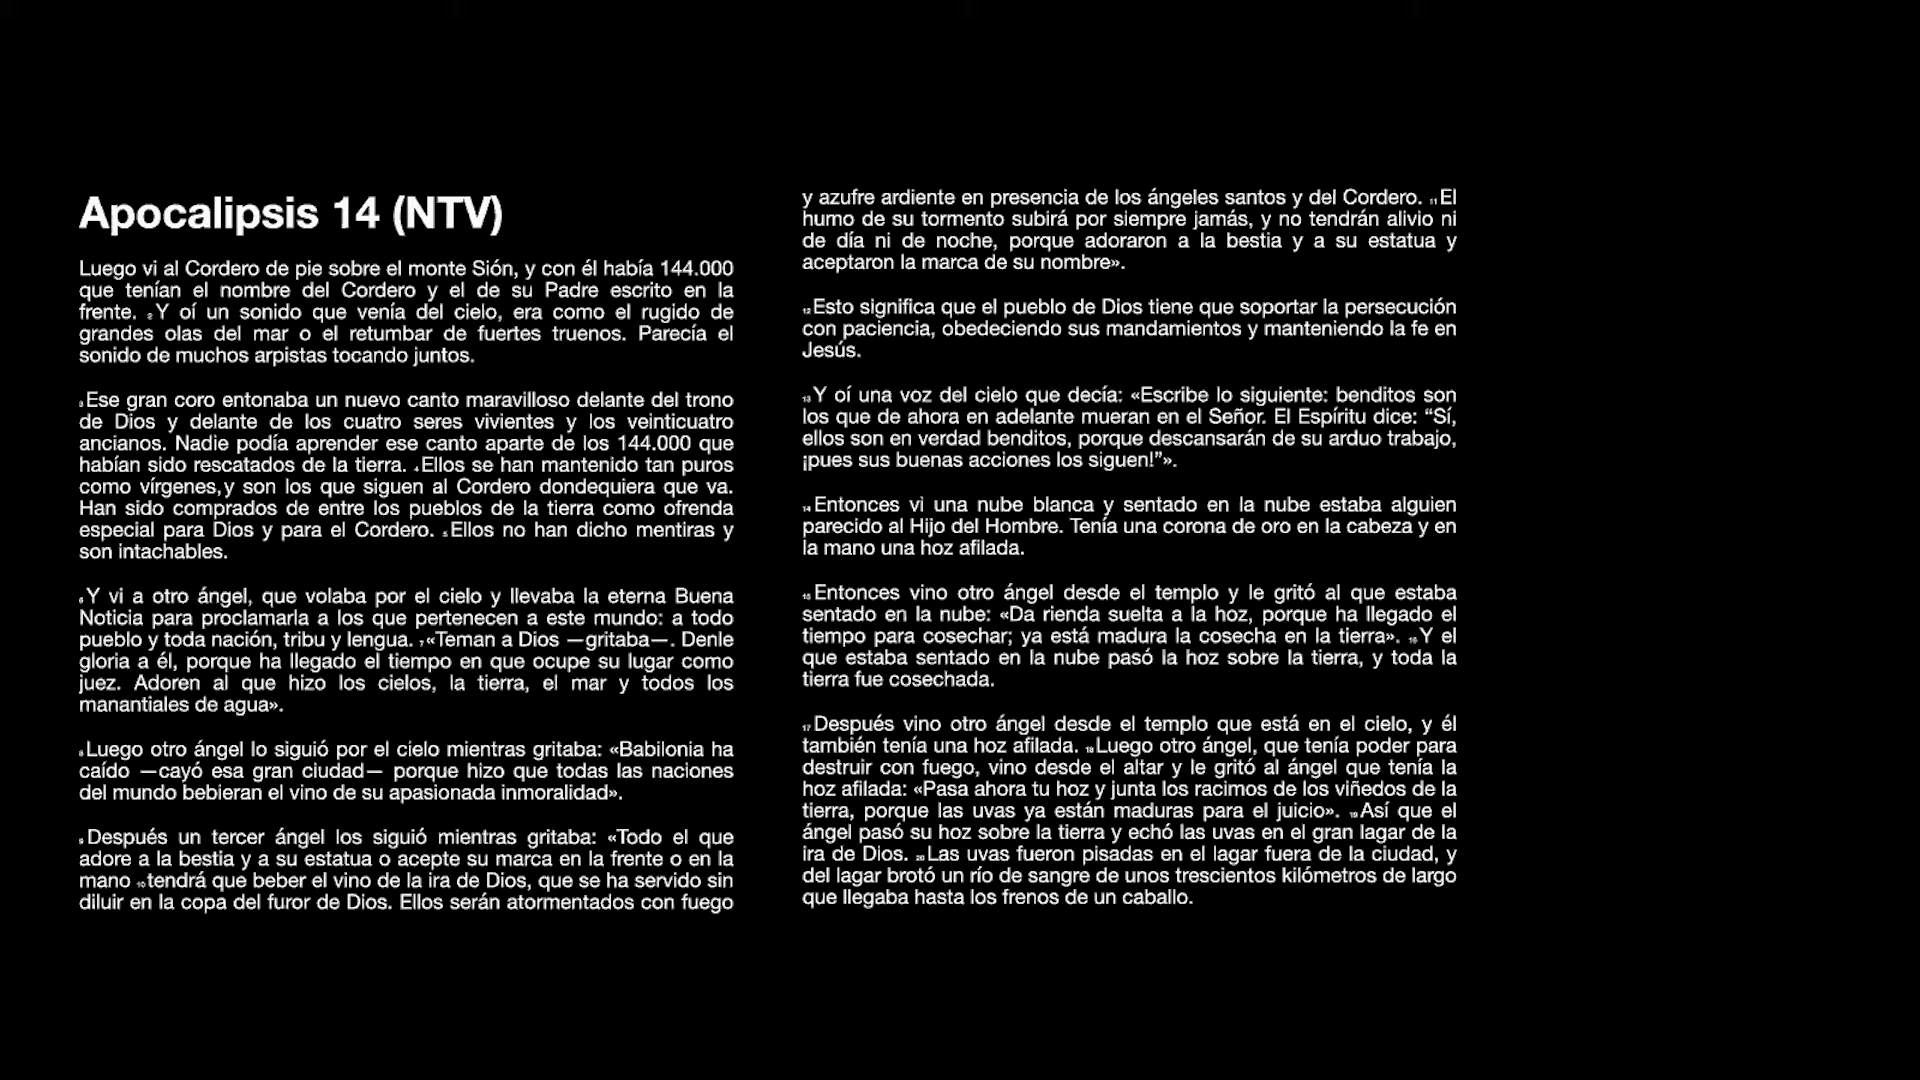 Apocalipsis 14 (NTV)
Luego vi al Cordero de pie sobre el monte Sión, y con él había 144.000
que tenían el nombre del Cordero y el de su Padre escrito en la
frente. 2 Y oí un sonido que venía del cielo, era como el rugido de
grandes olas del mar o el retumbar de fuertes truenos. Parecía el
sonido de muchos arpistas tocando juntos.
3 Ese gran coro entonaba un nuevo canto maravilloso delante del trono
de Dios y delante de los cuatro seres vivientes y los veinticuatro
ancianos. Nadie podía aprender ese canto aparte de los 144.000 que
habían sido rescatados de la tierra. 4 Ellos se han mantenido tan puros
como vírgenes,y son los que siguen al Cordero dondequiera que va.
Han sido comprados de entre los pueblos de la tierra como ofrenda
especial para Dios y para el Cordero. 5 Ellos no han dicho mentiras y
son intachables.
6 Y vi a otro ángel, que volaba por el cielo y llevaba la eterna Buena
Noticia para proclamarla a los que pertenecen a este mundo: a todo
pueblo y toda nación, tribu y lengua. 7 «Teman a Dios —gritaba—. Denle
gloria a él, porque ha llegado el tiempo en que ocupe su lugar como
juez. Adoren al que hizo los cielos, la tierra, el mar y todos los
manantiales de agua».
8 Luego otro ángel lo siguió por el cielo mientras gritaba: «Babilonia ha
caído —cayó esa gran ciudad— porque hizo que todas las naciones
del mundo bebieran el vino de su apasionada inmoralidad».
9 Después un tercer ángel los siguió mientras gritaba: «Todo el que
adore a la bestia y a su estatua o acepte su marca en la frente o en la
mano 10 tendrá que beber el vino de la ira de Dios, que se ha servido sin
diluir en la copa del furor de Dios. Ellos serán atormentados con fuego
y azufre ardiente en presencia de los ángeles santos y del Cordero. 11 El
humo de su tormento subirá por siempre jamás, y no tendrán alivio ni
de día ni de noche, porque adoraron a la bestia y a su estatua y
aceptaron la marca de su nombre».
12 Esto significa que el pueblo de Dios tiene que soportar la persecución
con paciencia, obedeciendo sus mandamientos y manteniendo la fe en
Jesús.
13 Y oí una voz del cielo que decía: «Escribe lo siguiente: benditos son
los que de ahora en adelante mueran en el Señor. El Espíritu dice: “Sí,
ellos son en verdad benditos, porque descansarán de su arduo trabajo,
¡pues sus buenas acciones los siguen!”».
14 Entonces vi una nube blanca y sentado en la nube estaba alguien
parecido al Hijo del Hombre. Tenía una corona de oro en la cabeza y en
la mano una hoz afilada.
15 Entonces vino otro ángel desde el templo y le gritó al que estaba
sentado en la nube: «Da rienda suelta a la hoz, porque ha llegado el
tiempo para cosechar; ya está madura la cosecha en la tierra». 16 Y el
que estaba sentado en la nube pasó la hoz sobre la tierra, y toda la
tierra fue cosechada.
17 Después vino otro ángel desde el templo que está en el cielo, y él
también tenía una hoz afilada. 18 Luego otro ángel, que tenía poder para
destruir con fuego, vino desde el altar y le gritó al ángel que tenía la
hoz afilada: «Pasa ahora tu hoz y junta los racimos de los viñedos de la
tierra, porque las uvas ya están maduras para el juicio». 19 Así que el
ángel pasó su hoz sobre la tierra y echó las uvas en el gran lagar de la
ira de Dios. 20 Las uvas fueron pisadas en el lagar fuera de la ciudad, y
del lagar brotó un río de sangre de unos trescientos kilómetros de largo
que llegaba hasta los frenos de un caballo.